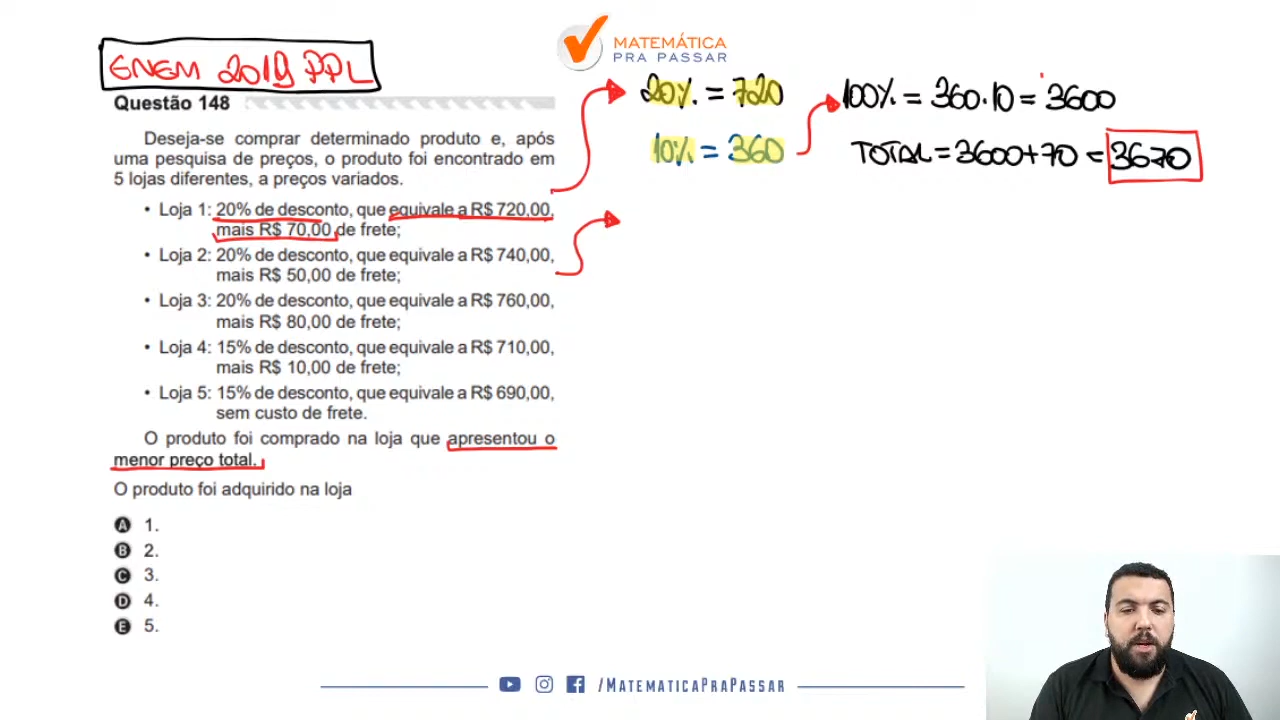 ENEM 2019 PPL
MATEMÁTICA
PRA PASSAR
Questão 148
Deseja-se comprar determinado produto e, após
uma pesquisa de preços, o produto foi encontrado em
5 lojas diferentes, a preços variados.
• Loja 1: 20% de desconto, que equivale a R$ 720,00,
mais R$ 70,00 de frete;
• Loja 2: 20% de desconto, que equivale a R$ 740,00,
mais R$ 50,00 de frete;
• Loja 3: 20% de desconto, que equivale a R$ 760,00,
mais R$ 80,00 de frete;
• Loja 4: 15% de desconto, que equivale a R$ 710,00,
mais R$ 10,00 de frete;
• Loja 5: 15% de desconto, que equivale a R$ 690,00,
sem custo de frete.
O produto foi comprado na loja que apresentou o
menor preço total.
O produto foi adquirido na loja
A 1.
B 2.
C 3.
D 4.
E 5.
20% = 720
10% = 360
100% = 360.10 = 3600
TOTAL = 3600+70 = 3670
/MATEMATICAPRAPASSAR